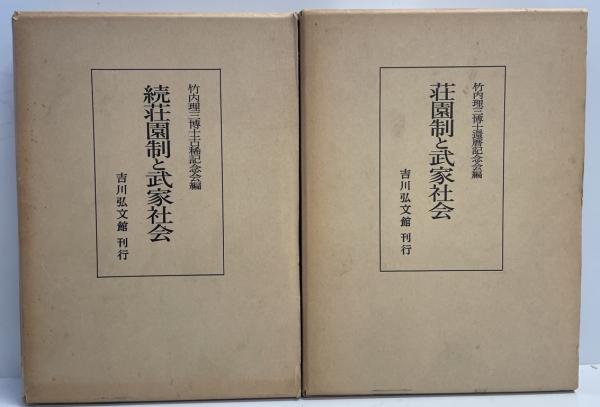 竹内理三博士還暦記念会編
荘園制と武家社会
吉川弘文館 刊行
竹内理三博士古稀記念会編
続荘園制と武家社会
吉川弘文館 刊行